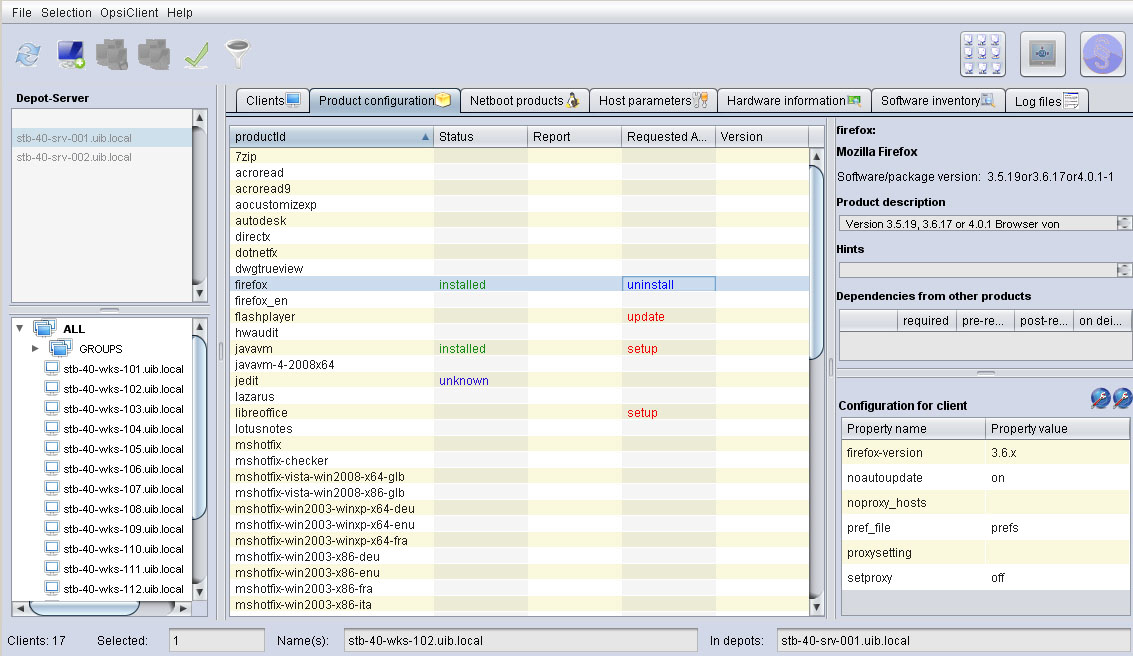 File Selection OpsiClient Help
Depot-Server
stb-40-srv-001.uib.local
stb-40-srv-002.uib.local
ALL
GROUPS
stb-40-wks-101.uib.local
stb-40-wks-102.uib.local
stb-40-wks-103.uib.local
stb-40-wks-104.uib.local
stb-40-wks-105.uib.local
stb-40-wks-106.uib.local
stb-40-wks-107.uib.local
stb-40-wks-108.uib.local
stb-40-wks-109.uib.local
stb-40-wks-110.uib.local
stb-40-wks-111.uib.local
stb-40-wks-112.uib.local
Clients Product configuration Netboot products Host parameters Hardware information Software inventory Log files
productId Status Report Requested A... Version
7zip
acroread
acroread9
aocustomizexp
autodesk
directx
dotnetfx
dwgtrueview
firefox installed uninstall
firefox_en
flashplayer update
hwaudit
javavm installed setup
javavm-4-2008x64
jedit unknown
lazarus
libreoffice setup
lotusnotes
mshotfix
mshotfix-checker
mshotfix-vista-win2008-x64-glb
mshotfix-vista-win2008-x86-glb
mshotfix-win2003-winxp-x64-deu
mshotfix-win2003-winxp-x64-enu
mshotfix-win2003-winxp-x64-fra
mshotfix-win2003-x86-deu
mshotfix-win2003-x86-enu
mshotfix-win2003-x86-fra
mshotfix-win2003-x86-ita
firefox:
Mozilla Firefox
Software/package version: 3.5.19or3.6.17or4.0.1-1
Product description
Version 3.5.19, 3.6.17 or 4.0.1 Browser von
Hints
Dependencies from other products
required pre-re... post-re... on dei...
Configuration for client
Property name Property value
firefox-version 3.6.x
noautoupdate on
noproxy_hosts
pref_file prefs
proxysetting
setproxy off
Clients: 17 Selected: 1 Name(s): stb-40-wks-102.uib.local In depots: stb-40-srv-001.uib.local